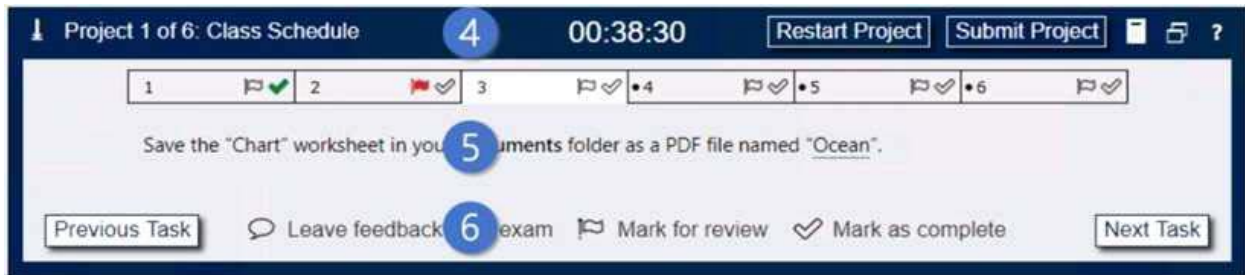 Project 1 of 6: Class Schedule 4 00:38:30 Restart Project Submit Project ?
1 2 3 •4 •5 •6
Save the "Chart" worksheet in you 5 uments folder as a PDF file named "Ocean".
Previous Task Leave feedback 6 exam Mark for review Mark as complete Next Task